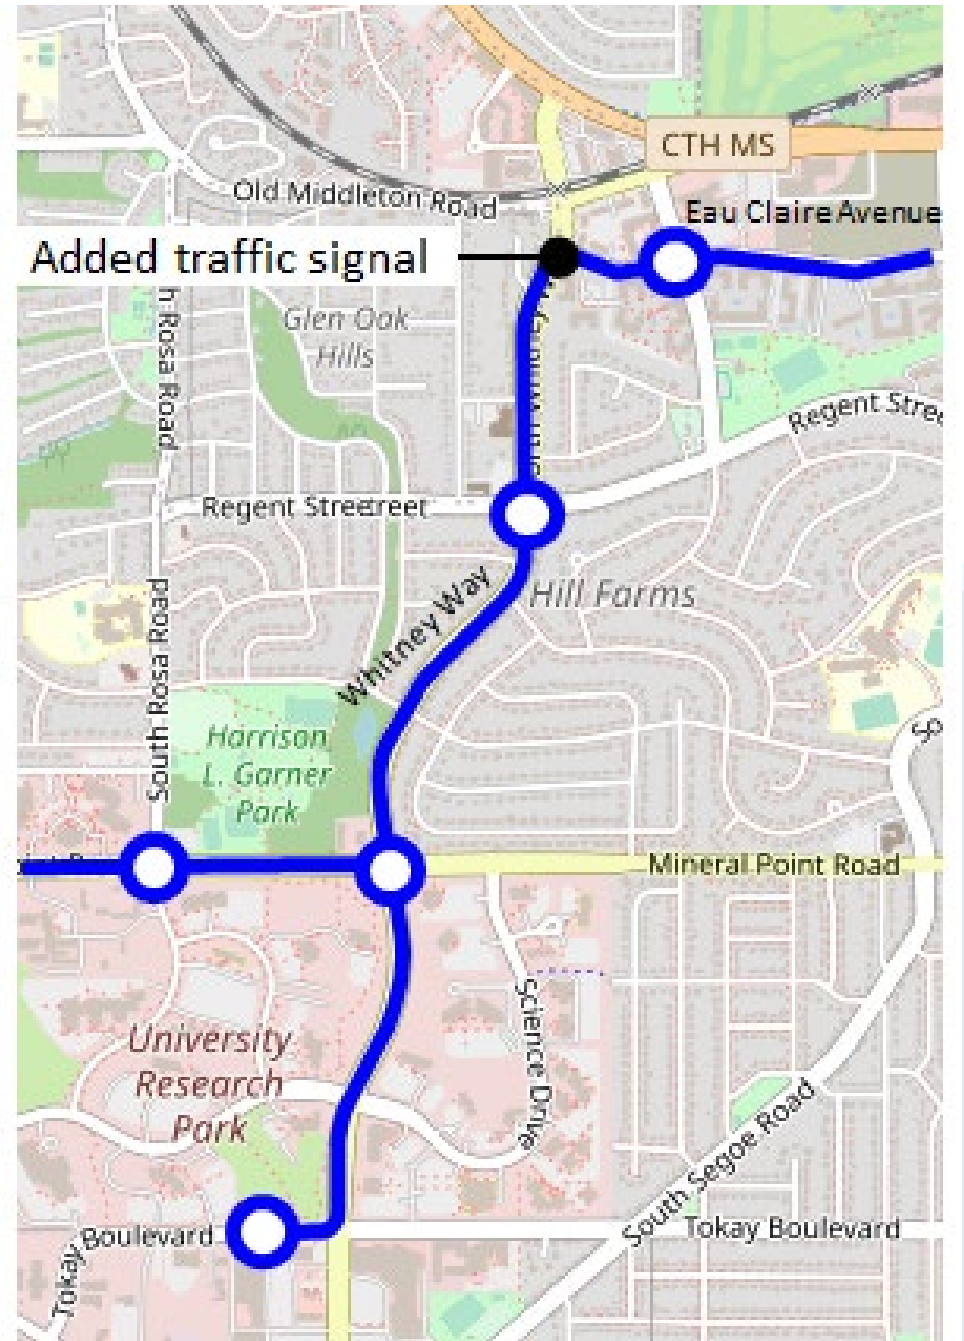 CTH MS
Old Middleton Road
Eau Claire Avenue
Added traffic signal
h Rosa Road
Glen Oak
Hills
Regent Stree
Regent Streetreet
Hill Farms
Whitney Way
South Rosa Road
Harrison
L. Garner
Park
So
Mineral Point Road
Science Drive
University
Research
Park
South Segoe Road
Tokay
Boulevard
Tokay Boulevard